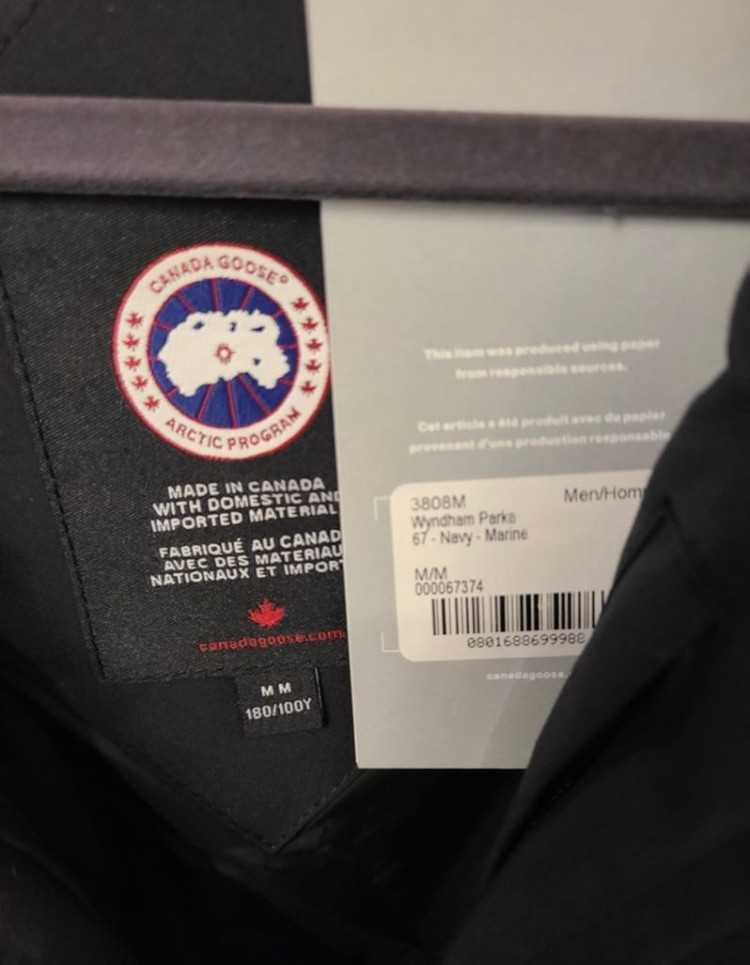 CANADA GOOSE®
ARCTIC PROGRAM
MADE IN CANADA
WITH DOMESTIC AND
IMPORTED MATERIAL
FABRIQUÉ AU CANAD
AVEC DES MATERIAU
NATIONAUX ET IMPOR
canadagoose.com
M M
180/100Y
This item was produced using paper
from responsible sources.
Cet article a été produit avec du papier
provenant d'une production responsable
3808M Men/Hom
Wyndham Parka
67 - Navy - Marine
M/M
000067374
0801688699988
canadagoose.